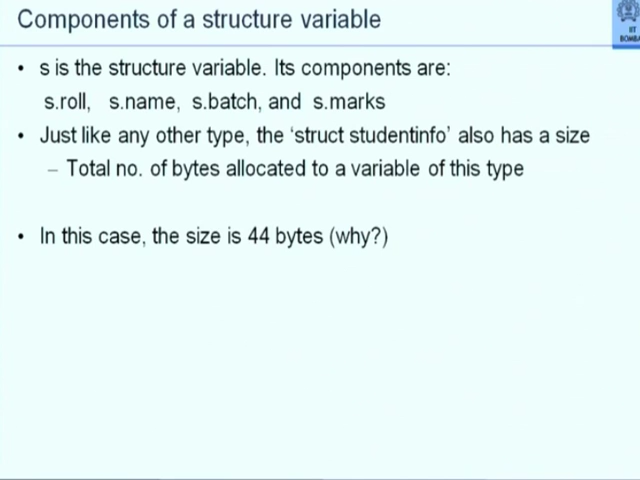 Components of a structure variable
IIT
BOMBA
• s is the structure variable. Its components are:
s.roll, s.name, s.batch, and s.marks
• Just like any other type, the ‘struct studentinfo’ also has a size
– Total no. of bytes allocated to a variable of this type
• In this case, the size is 44 bytes (why?)